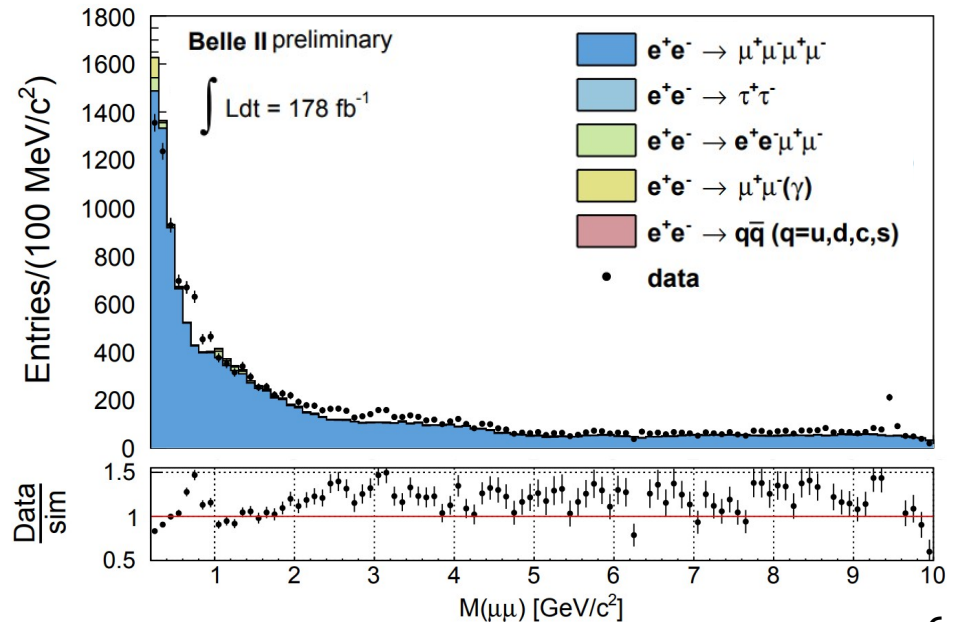 1800
1600
1400
1200
1000
800
600
400
200
0
Entries/(100 MeV/c²)
Belle II preliminary
∫ Ldt = 178 fb⁻¹
e⁺e⁻ → μ⁺μ⁻μ⁺μ⁻
e⁺e⁻ → τ⁺τ⁻
e⁺e⁻ → e⁺e⁻μ⁺μ⁻
e⁺e⁻ → μ⁺μ⁻(γ)
e⁺e⁻ → qq̅ (q=u,d,c,s)
data
Data
sim
1.5
1
0.5
1 2 3 4 5 6 7 8 9 10
M(μμ) [GeV/c²]